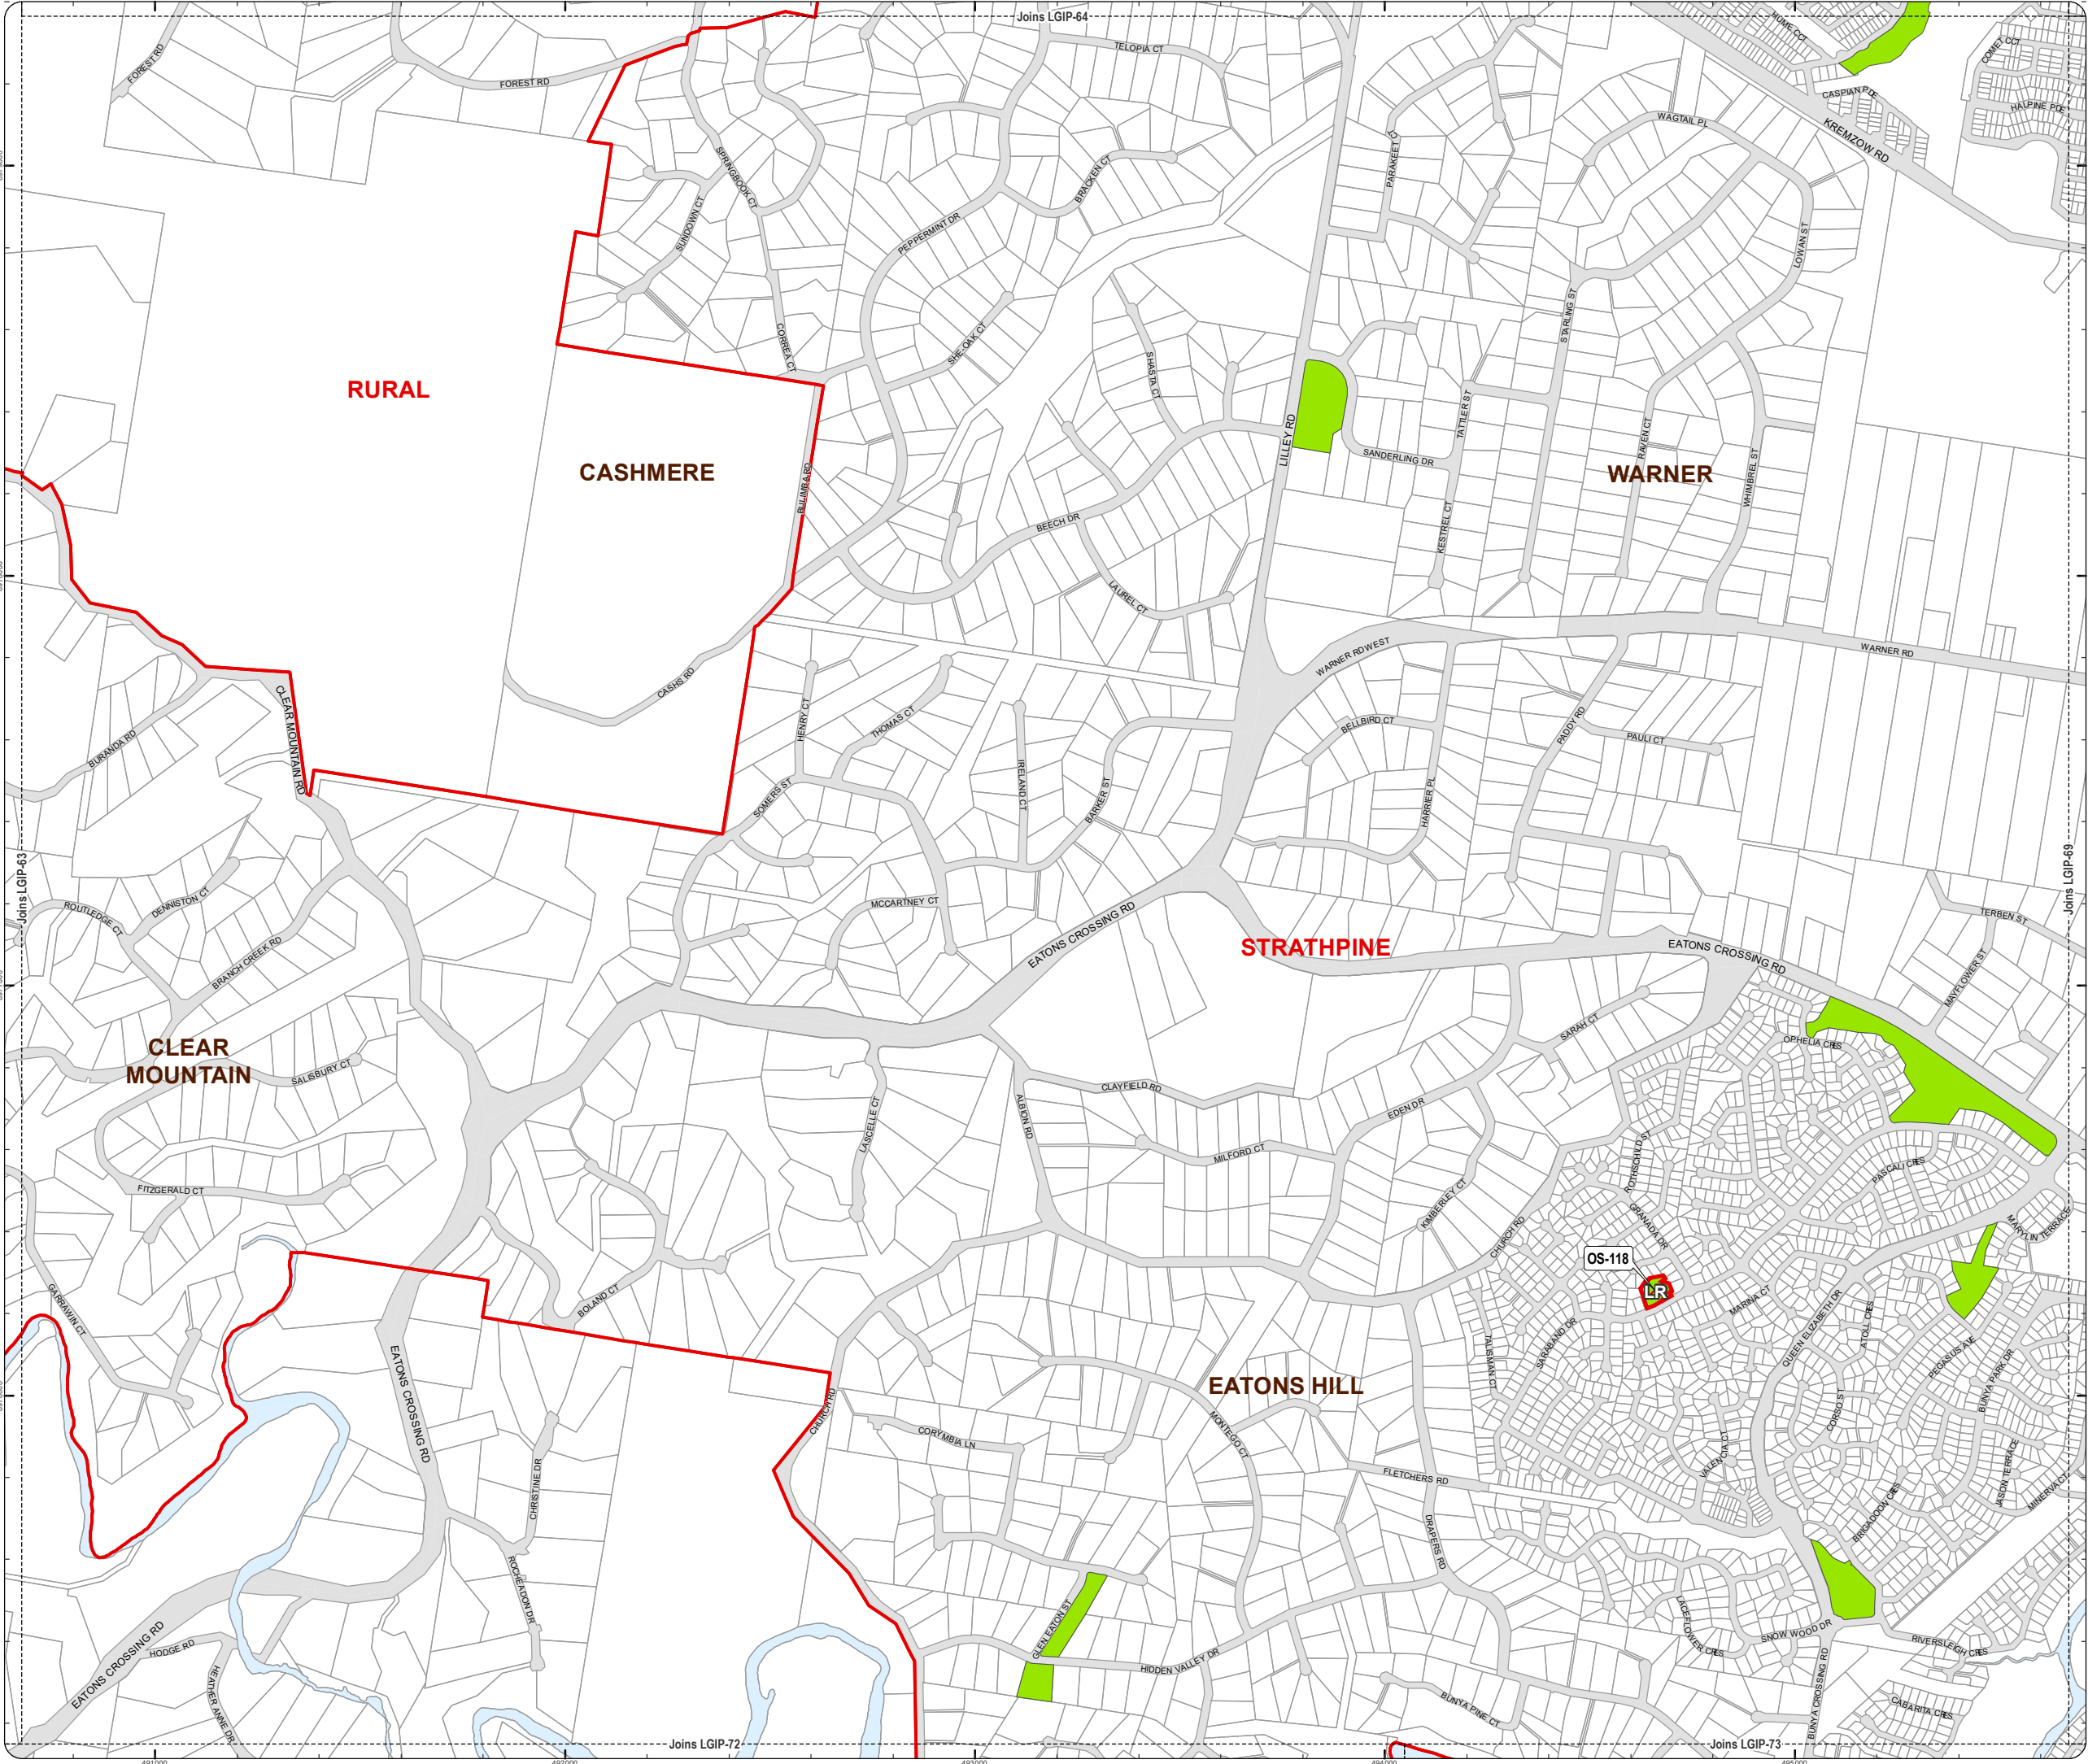 Joins LGIP-64
FOREST RD
FOREST RD
TELOPIA CT
HUME CCT
COMET CCT
CASPIAN PDE
HALPINE PDE
KREMZOW RD
WAGTAIL PL
PARAKEET CT
SPRINGBOOK CT
SUNDOWN CT
BRACKEN CT
PEPPERMINT DR
LOWAN ST
STARLING ST
CORREA CT
SHE-OAK CT
SHASTA CT
RURAL
CASHMERE
WARNER
LILLEY RD
TATTLER ST
SANDERLING DR
RAVEN CT
WHIMBREL ST
KESTREL CT
BULIMBA RD
BEECH DR
LAUREL CT
WARNER RD WEST
WARNER RD
CASHS RD
CLEAR MOUNTAIN RD
BURANDA RD
HENRY CT
THOMAS CT
IRELAND CT
BARKER ST
SOMERS ST
BELLBIRD CT
HARRIER PL
PADDY RD
PAULI CT
Joins LGIP-63
Joins LGIP-69
ROUTLEDGE CT
DENNISTON CT
BRANCH CREEK RD
MCCARTNEY CT
EATONS CROSSING RD
STRATHPINE
EATONS CROSSING RD
TERBEN ST
MAYFLOWER ST
CLEAR
MOUNTAIN
SALISBURY CT
SARAH CT
OPHELIA CRES
LASCELLE CT
ALBION RD
CLAYFIELD RD
EDEN DR
MILFORD CT
ROTHSCHILD ST
PASCALI CRES
FITZGERALD CT
KIMBERLEY CT
CHURCH RD
GRANADA DR
MARYLIN TERRACE
OS-118
LR
GARRAWIN CT
BOLAND CT
MARINA CT
QUEEN ELIZABETH DR
ATOLL CRES
SARABAND DR
TALISMAN CT
PEGASUS AVE
BUNYA PARK DR
EATONS CROSSING RD
EATONS HILL
CHURCH RD
CORYMBIA LN
MONTEGO CT
CORSO ST
VALENCIA CT
FLETCHERS RD
CHRISTINE DR
JASON TERRACE
MINERVA CT
BRIGADOON CRES
DRAPERS RD
ROCHEADON DR
GLEN EATON ST
LACEFLOWER CRES
SNOW WOOD DR
RIVERSLEIGH CRES
EATONS CROSSING RD
HODGE RD
HEATHER ANNE DR
HIDDEN VALLEY DR
BUNYA PINE CT
BUNYA CROSSING RD
CABARITA CRES
Joins LGIP-72
Joins LGIP-73
491000
492000
493000
494000
495000